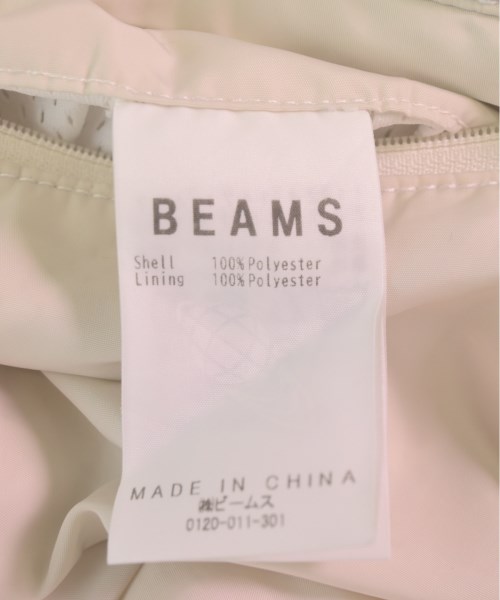 BEAMS
Shell 100%Polyester
Lining 100%Polyester
MADE IN CHINA
㈱ビームス
0120-011-301